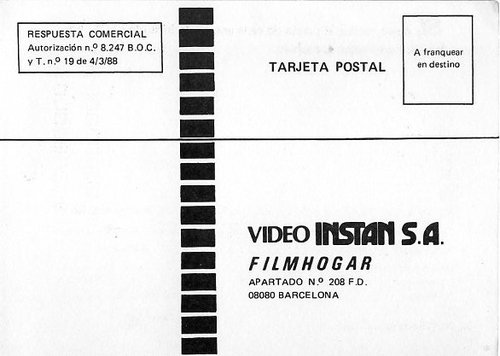 RESPUESTA COMERCIAL
Autorización n.º 8.247 B.O.C.
y T. n.º 19 de 4/3/88
TARJETA POSTAL
A franquear
en destino
VIDEO INSTAN S.A.
FILMHOGAR
APARTADO N.º 208 F.D.
08080 BARCELONA